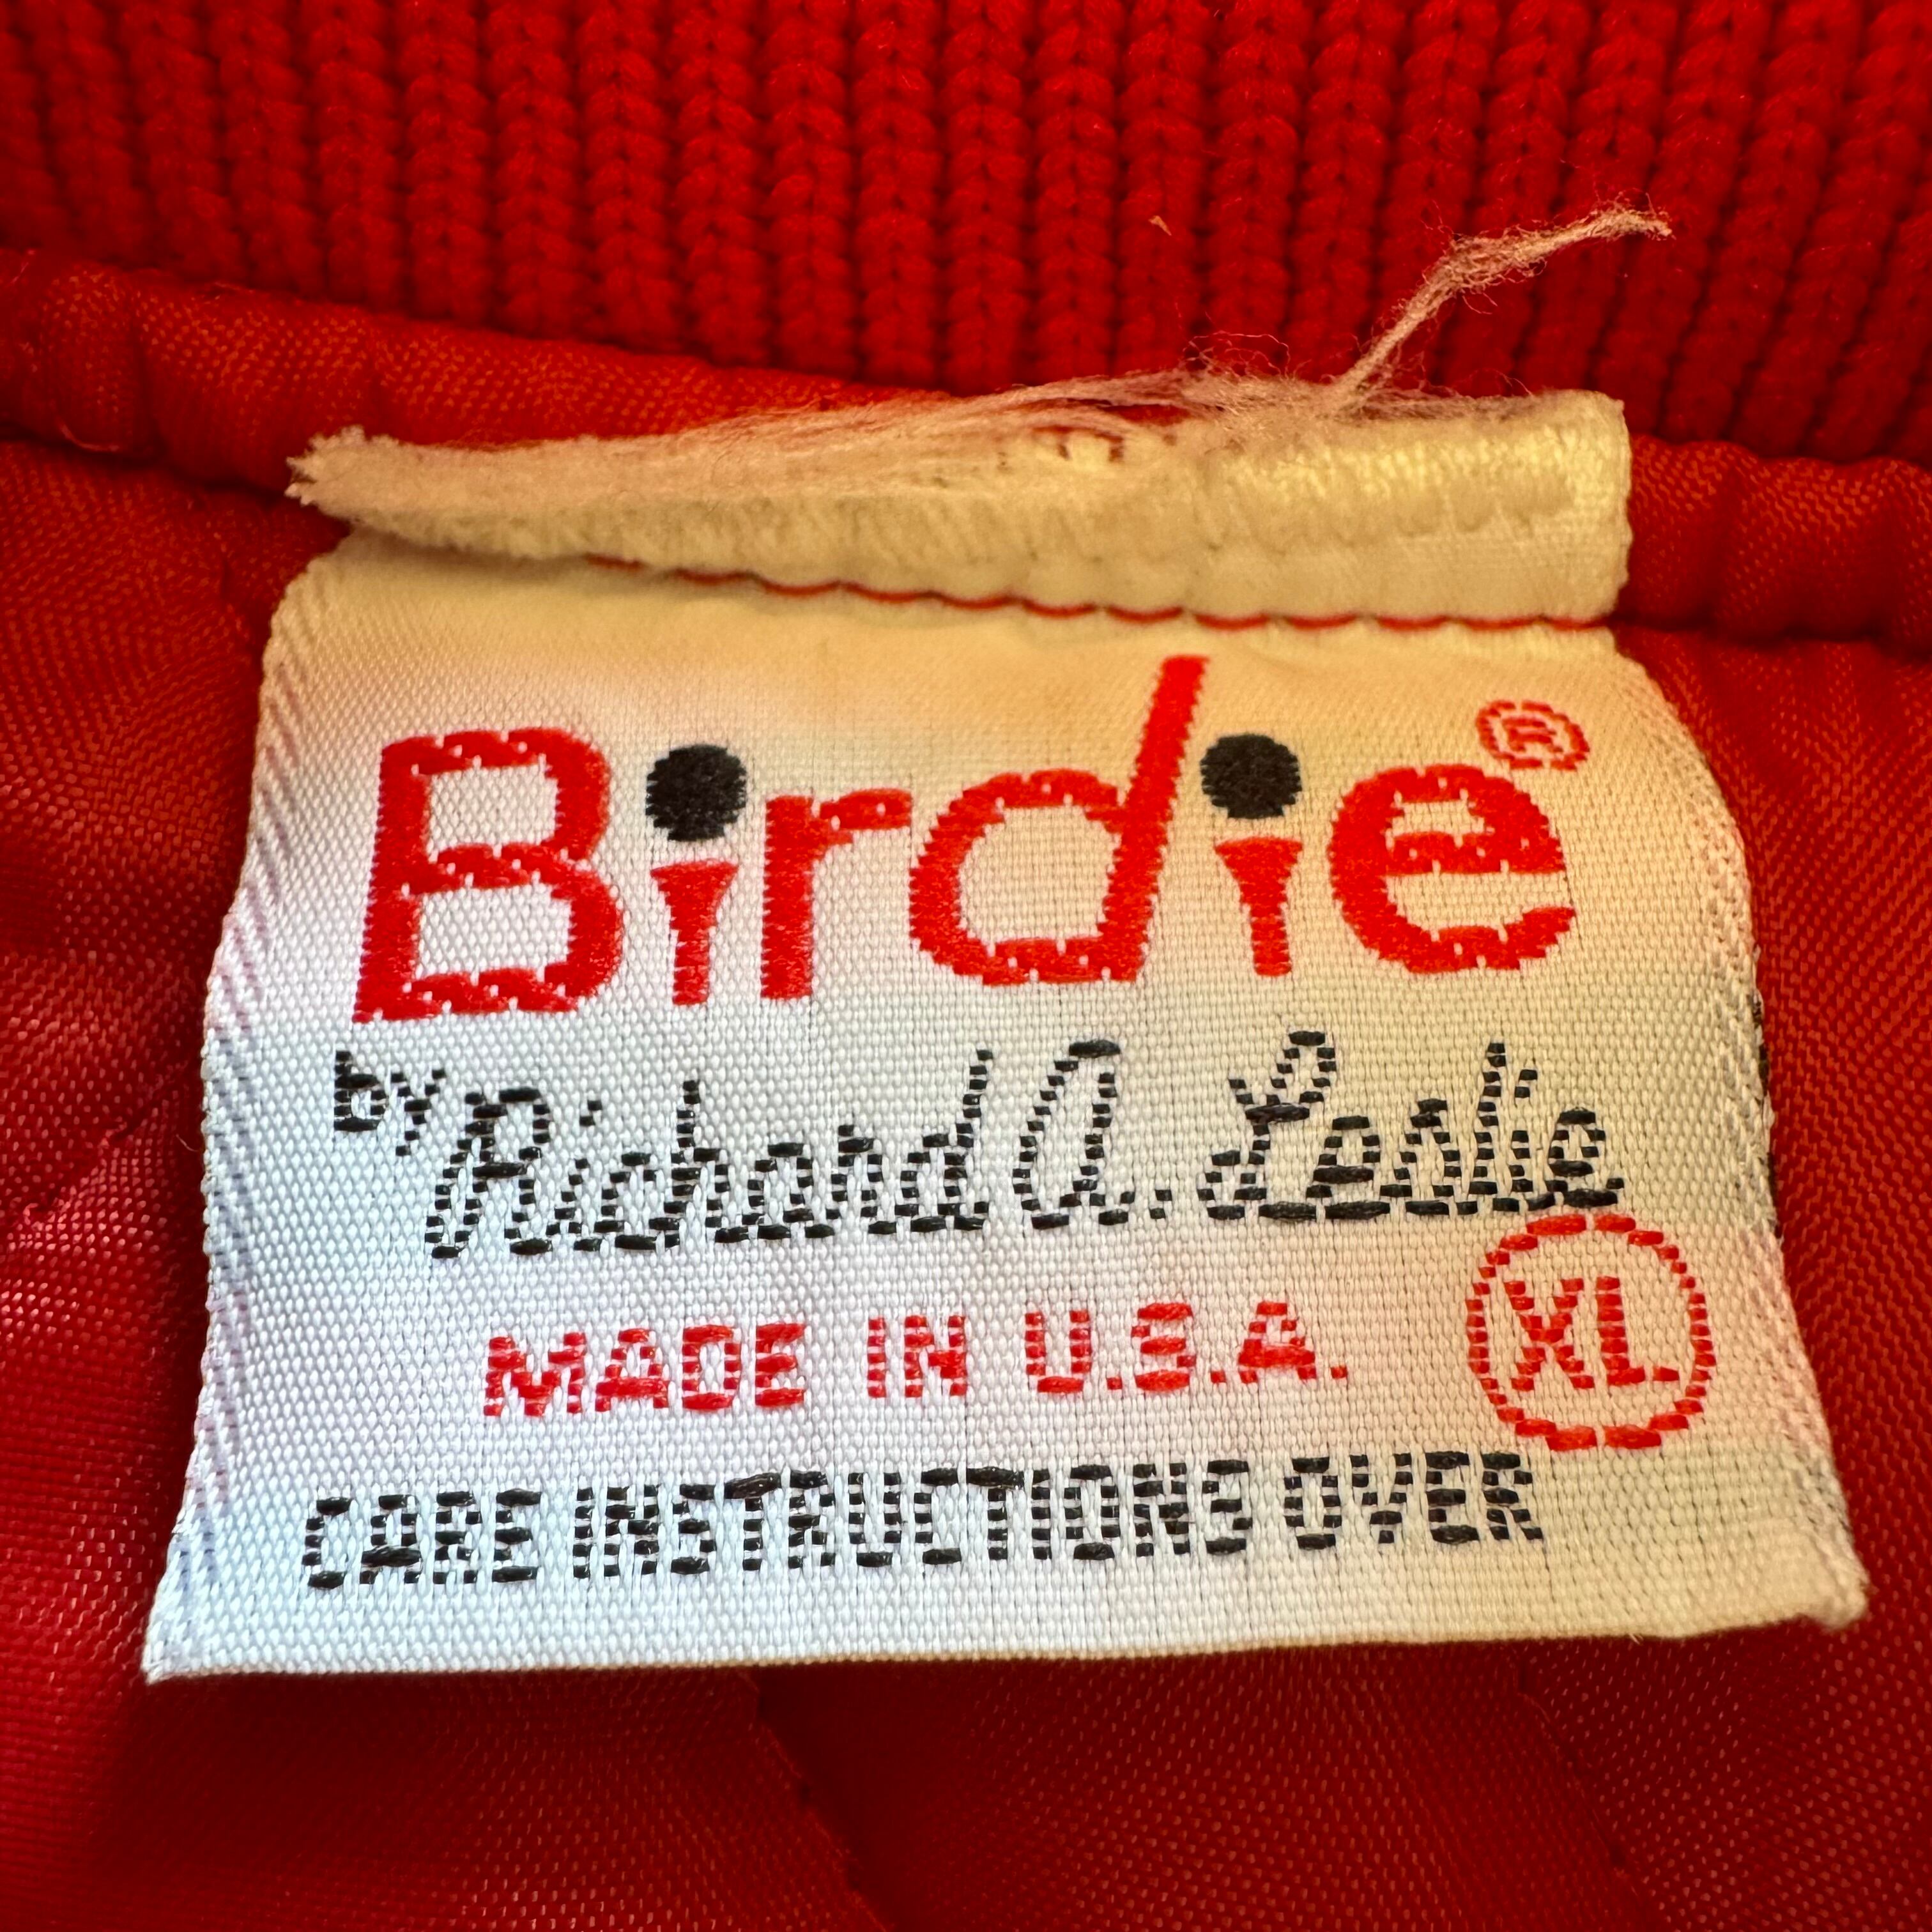 Birdie®
by Richard A. Leslie
MADE IN U.S.A. XL
CARE INSTRUCTIONS OVER